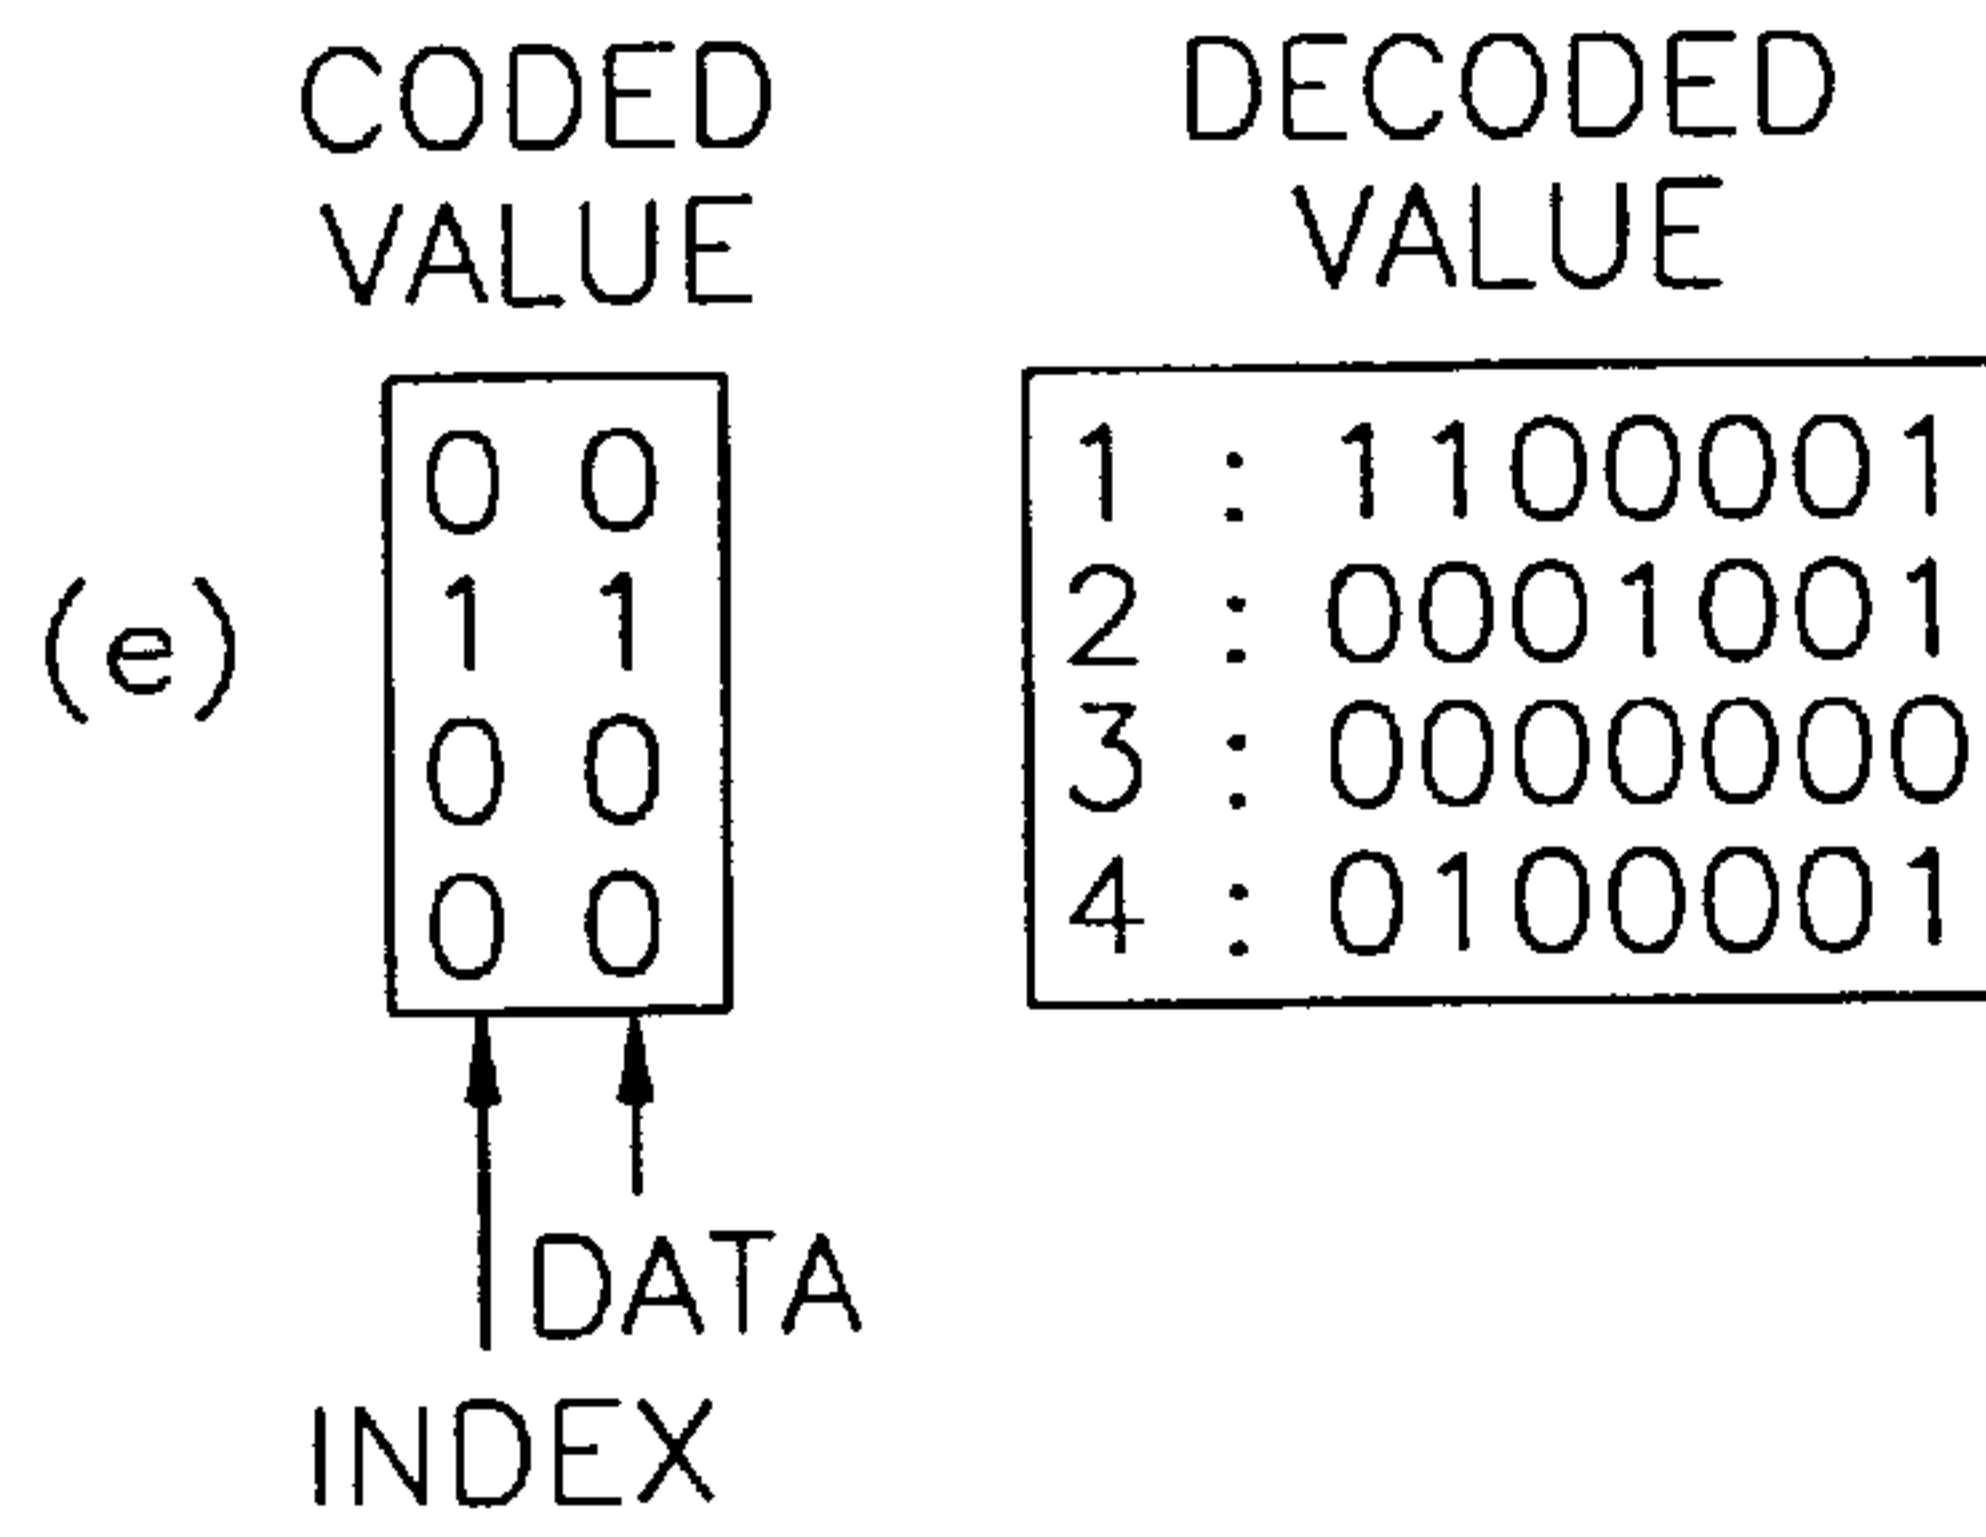 CODED DECODED
VALUE VALUE
0 0 1 : 1100001
(e) 1 1 2 : 0001001
0 0 3 : 0000000
0 0 4 : 0100001
DATA
INDEX